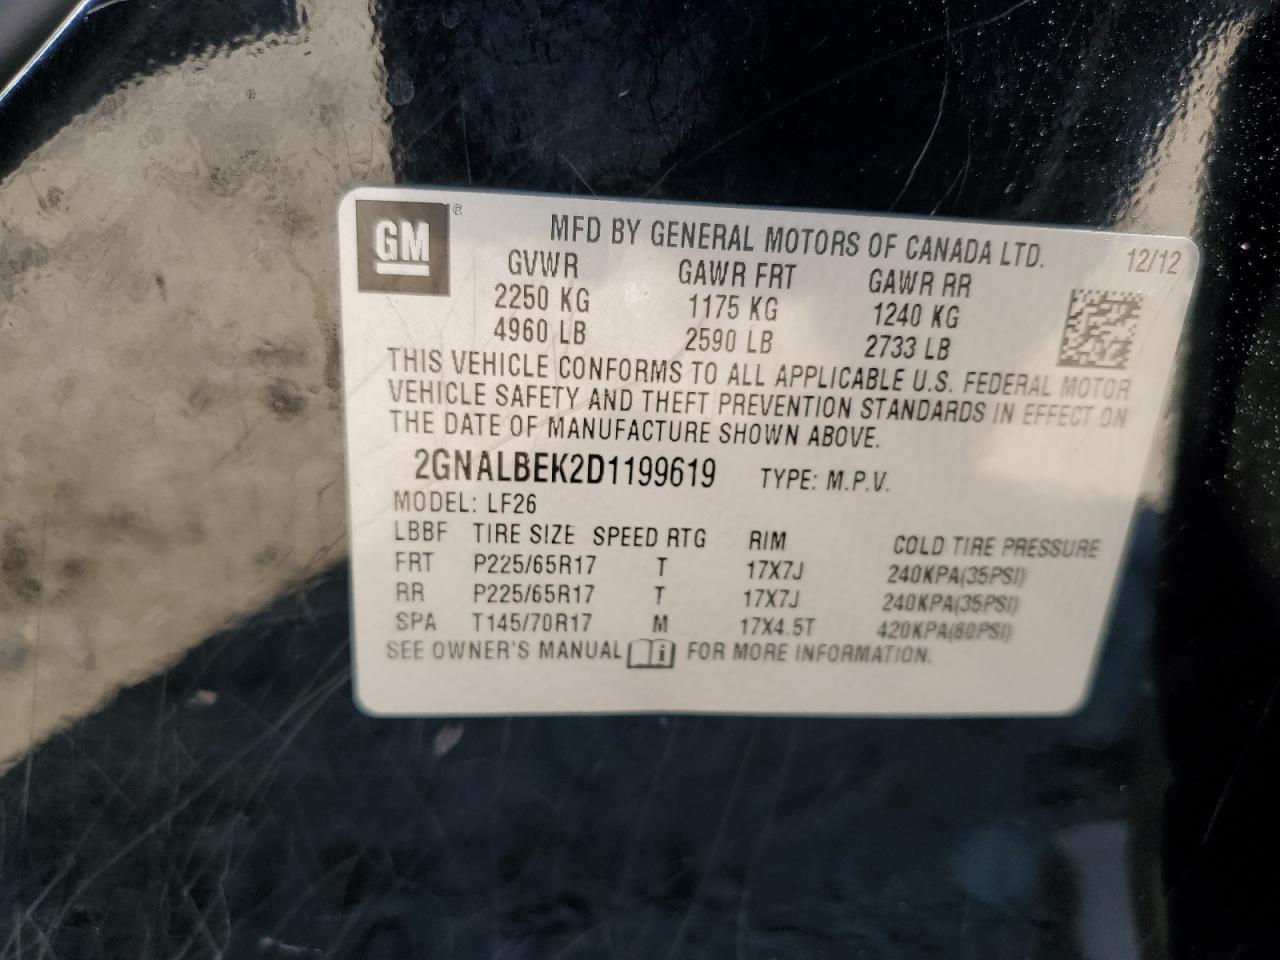 GM ®
MFD BY GENERAL MOTORS OF CANADA LTD. 12/12
GVWR GAWR FRT GAWR RR
2250 KG 1175 KG 1240 KG
4960 LB 2590 LB 2733 LB
THIS VEHICLE CONFORMS TO ALL APPLICABLE U.S. FEDERAL MOTOR
VEHICLE SAFETY AND THEFT PREVENTION STANDARDS IN EFFECT ON
THE DATE OF MANUFACTURE SHOWN ABOVE.
2GNALBEK2D1199619 TYPE: M.P.V.
MODEL: LF26
LBBF TIRE SIZE SPEED RTG RIM COLD TIRE PRESSURE
FRT P225/65R17 T 17X7J 240KPA(35PSI)
RR P225/65R17 T 17X7J 240KPA(35PSI)
SPA T145/70R17 M 17X4.5T 420KPA(60PSI)
SEE OWNER'S MANUAL i FOR MORE INFORMATION.